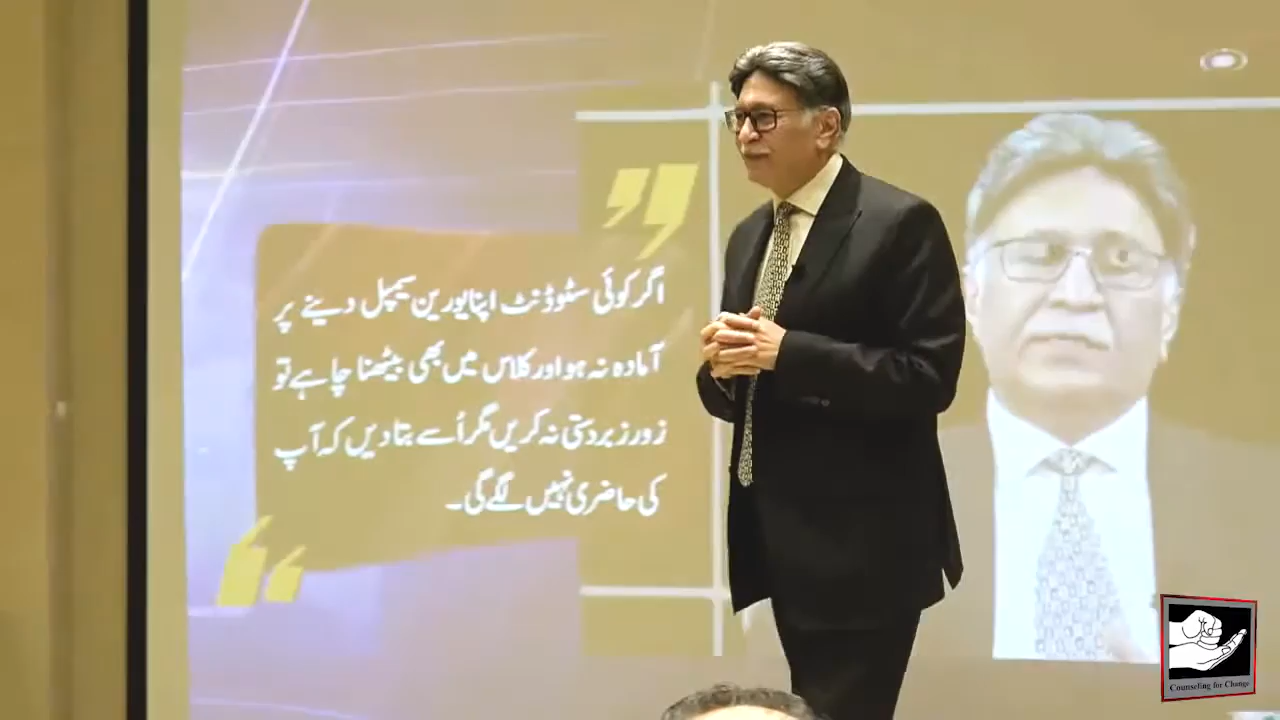 اگر کوئی سٹوڈنٹ اپنا یورین سیمپل دینے پر
آمادہ نہ ہو اور کلاس میں بھی بیٹھنا چاہے تو
زور زبردستی نہ کریں مگر اُسے بتا دیں کہ آپ
کی حاضری نہیں لگے گی۔
Counseling for Change